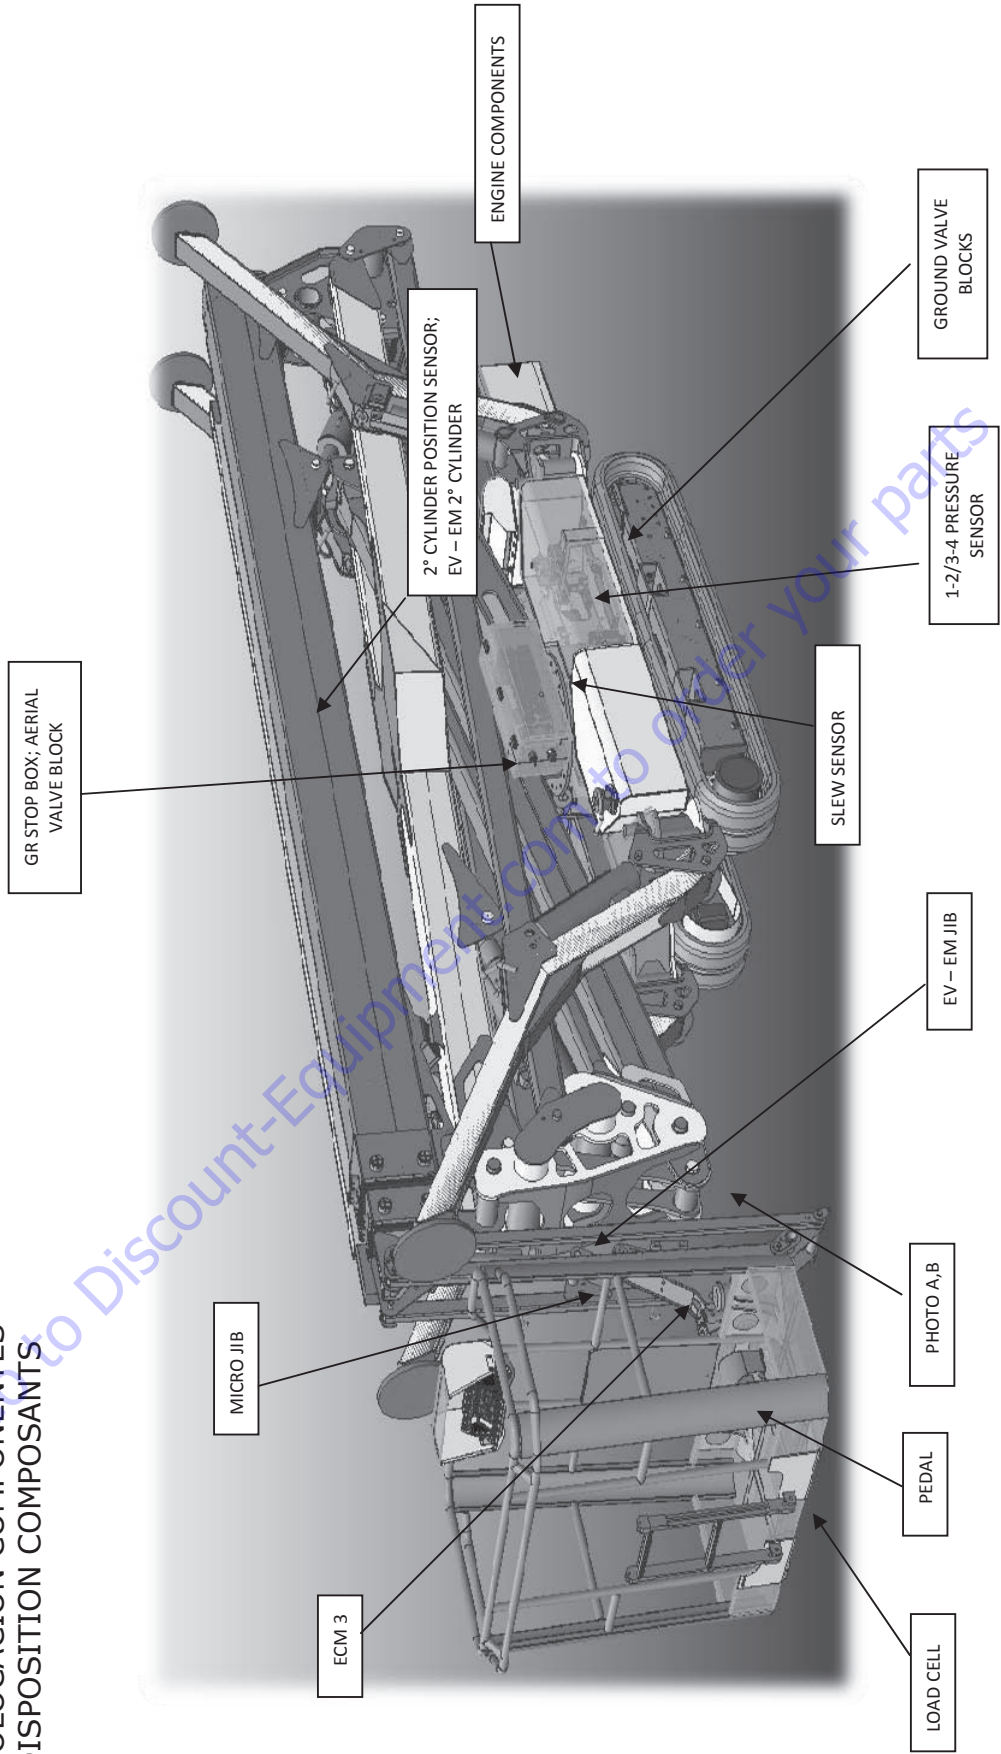 DISPOSITION COMPOSANTS
GR STOP BOX; AERIAL
VALVE BLOCK
2° CYLINDER POSITION SENSOR;
EV – EM 2° CYLINDER
ENGINE COMPONENTS
MICRO JIB
ECM 3
LOAD CELL
PEDAL
PHOTO A,B
EV – EM JIB
SLEW SENSOR
1-2/3-4 PRESSURE
SENSOR
GROUND VALVE
BLOCKS
to Discount-Equipment.com to order your parts